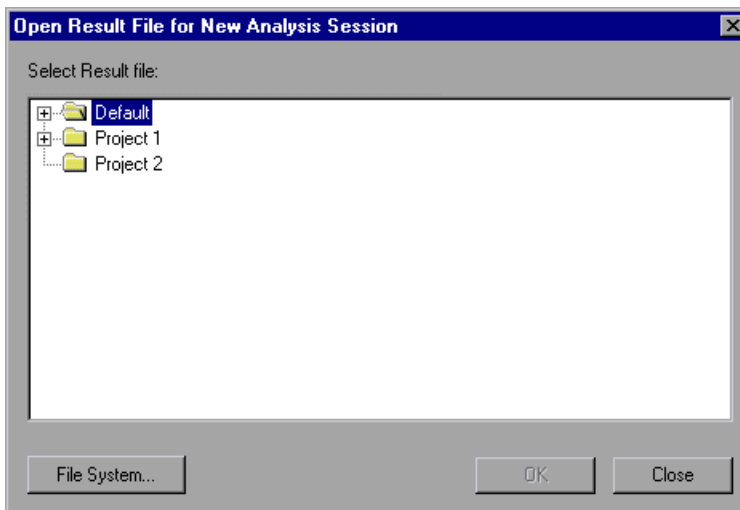 Open Result File for New Analysis Session
Select Result file:
Default
Project 1
Project 2
File System...
OK
Close